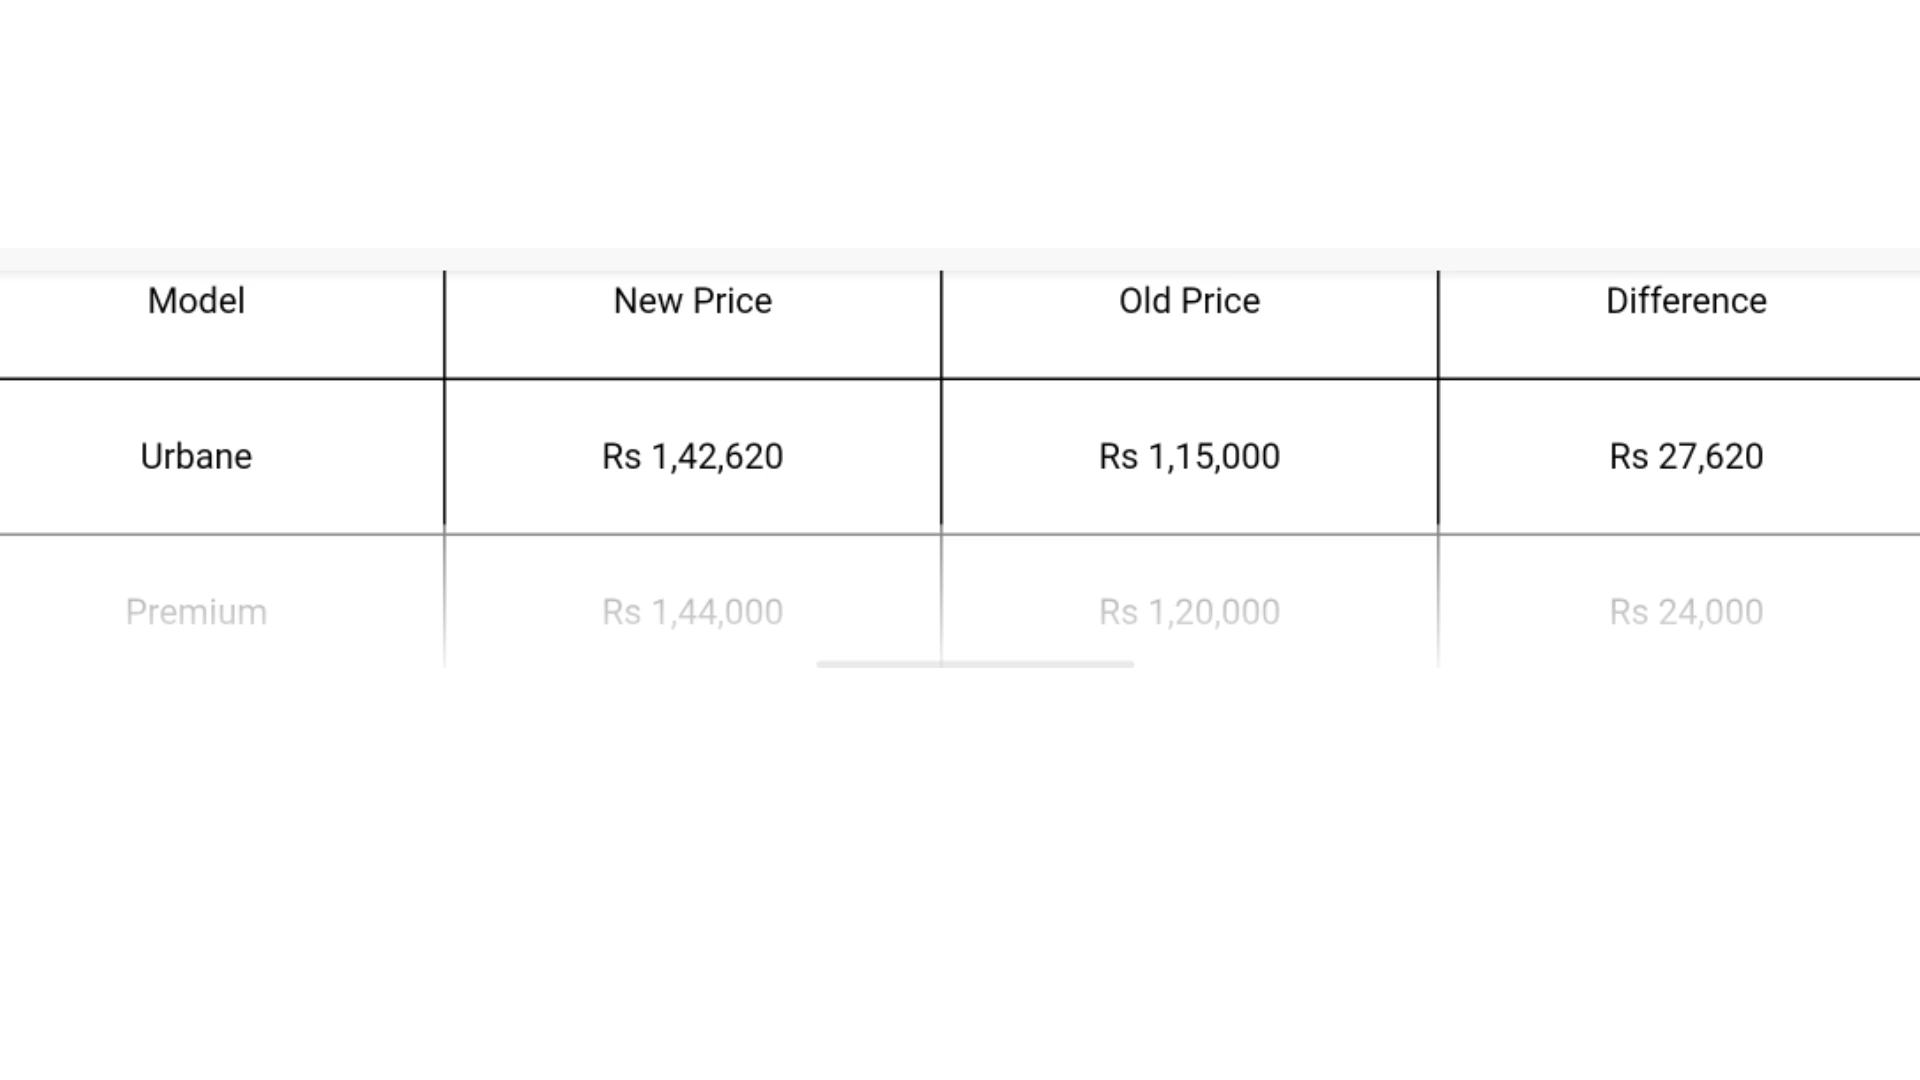 Model New Price Old Price Difference
Urbane Rs 1,42,620 Rs 1,15,000 Rs 27,620
Premium Rs 1,44,000 Rs 1,20,000 Rs 24,000